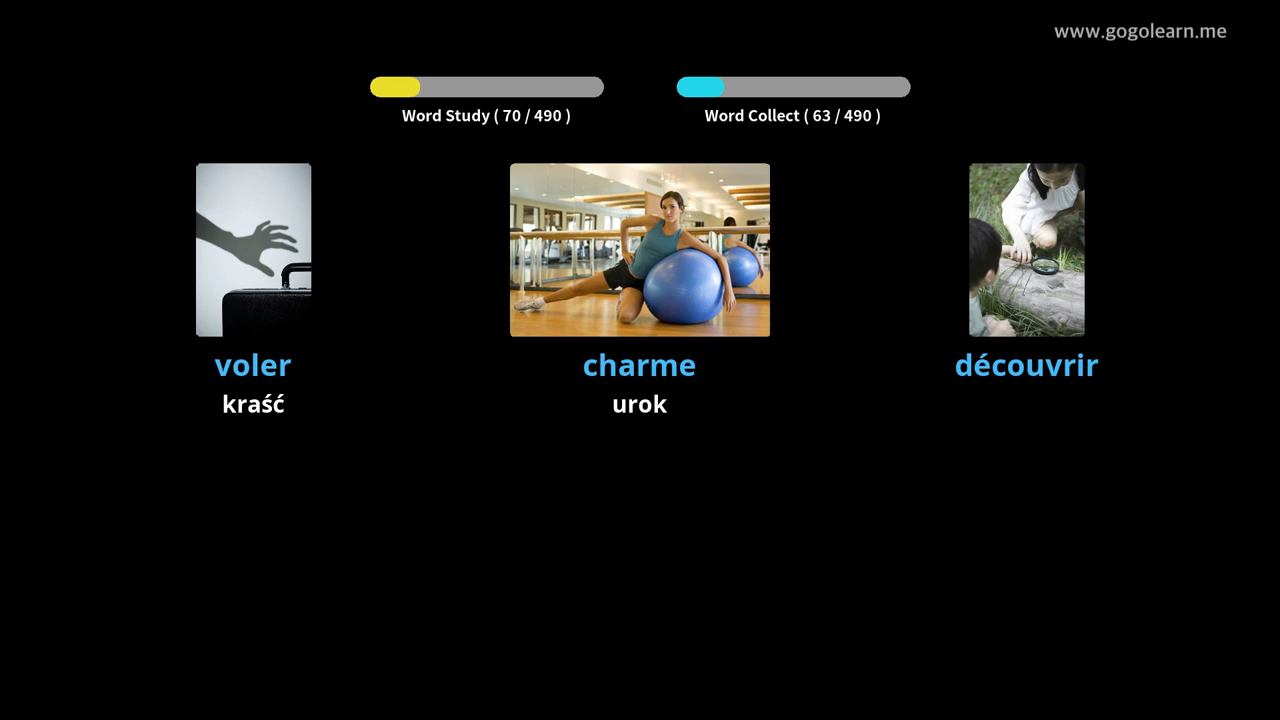 www.gogolearn.me
Word Study ( 70 / 490 )
Word Collect ( 63 / 490 )
voler
kraść
charme
urok
découvrir